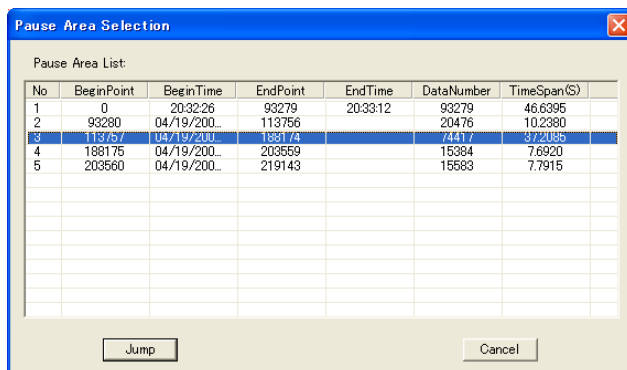 Pause Area Selection
Pause Area List:
No BeginPoint BeginTime EndPoint EndTime DataNumber TimeSpan(S)
1 0 20:32:26 93279 20:33:12 93279 46.6395
2 93280 04/19/200... 113756 20476 10.2380
3 113757 04/19/200... 188174 74417 37.2085
4 188175 04/19/200... 203559 15384 7.6920
5 203560 04/19/200... 219143 15583 7.7915
Jump Cancel